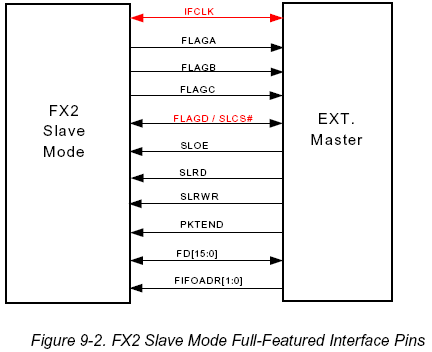 IFCLK
FLAGA
FLAGB
FLAGC
FX2
Slave
Mode
EXT.
Master
FLAGD / SLCS#
SLOE
SLRD
SLRWR
PKTEND
FD[15:0]
FIFOADR[1:0]
Figure 9-2. FX2 Slave Mode Full-Featured Interface Pins